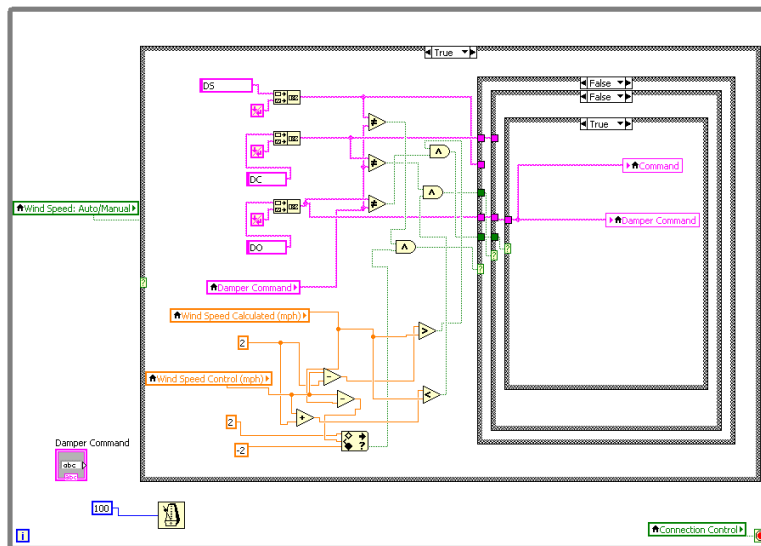 True
DS
False
False
True
Command
DC
Wind Speed: Auto/Manual
Damper Command
DO
Damper Command
Wind Speed Calculated (mph)
2
Wind Speed Control (mph)
2
-2
Damper Command
abc
100
i
Connection Control